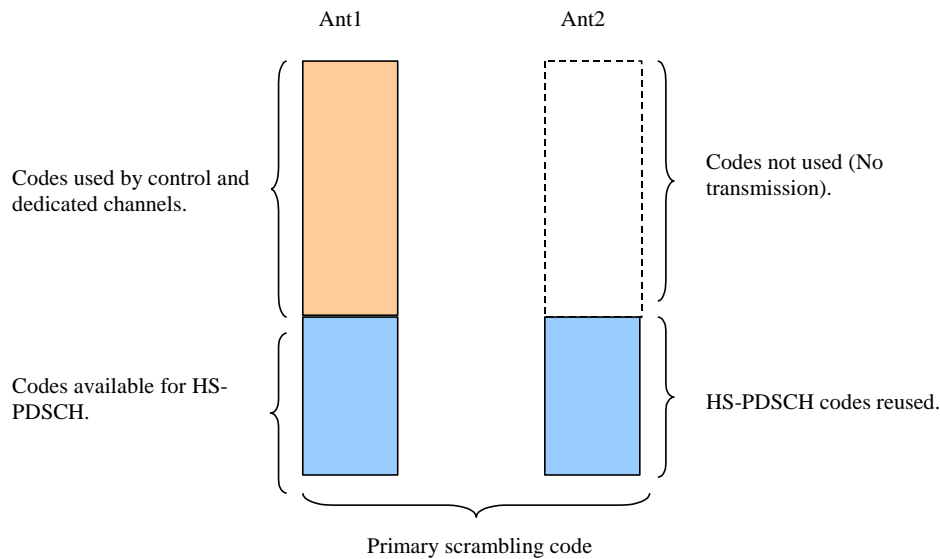 Ant1
Ant2
Codes used by control and
dedicated channels.
Codes not used (No
transmission).
Codes available for HS-
PDSCH.
HS-PDSCH codes reused.
Primary scrambling code